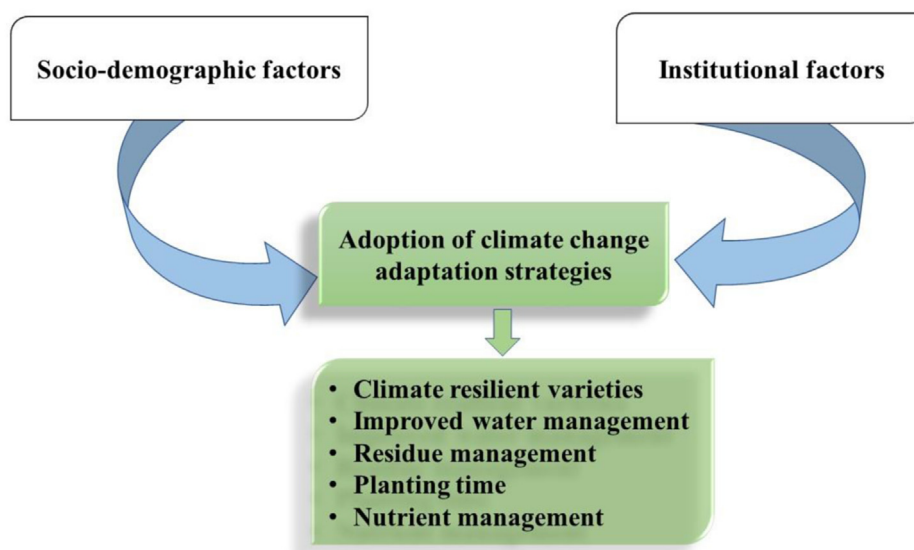 Socio-demographic factors
Institutional factors
Adoption of climate change
adaptation strategies
• Climate resilient varieties
• Improved water management
• Residue management
• Planting time
• Nutrient management